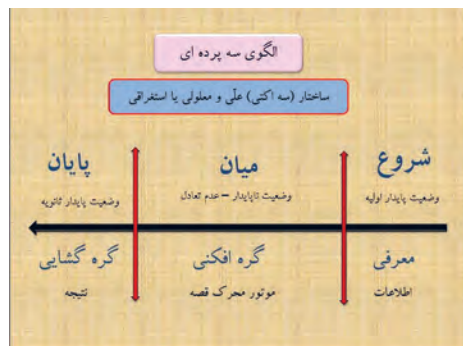 الگوی سه پرده ای
ساختار (سه اکتی) علّی و معلولی یا استغراقی
شروع
میان
پایان
وضعیت پایدار اولیه
وضعیت ناپایدار – عدم تعادل
وضعیت پایدار ثانویه
معرفی
گره افکنی
گره گشایی
اطلاعات
موتور محرک قصه
نتیجه